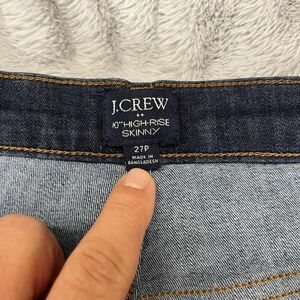 J.CREW
10" HIGH-RISE
SKINNY
27P
MADE IN
BANGLADESH